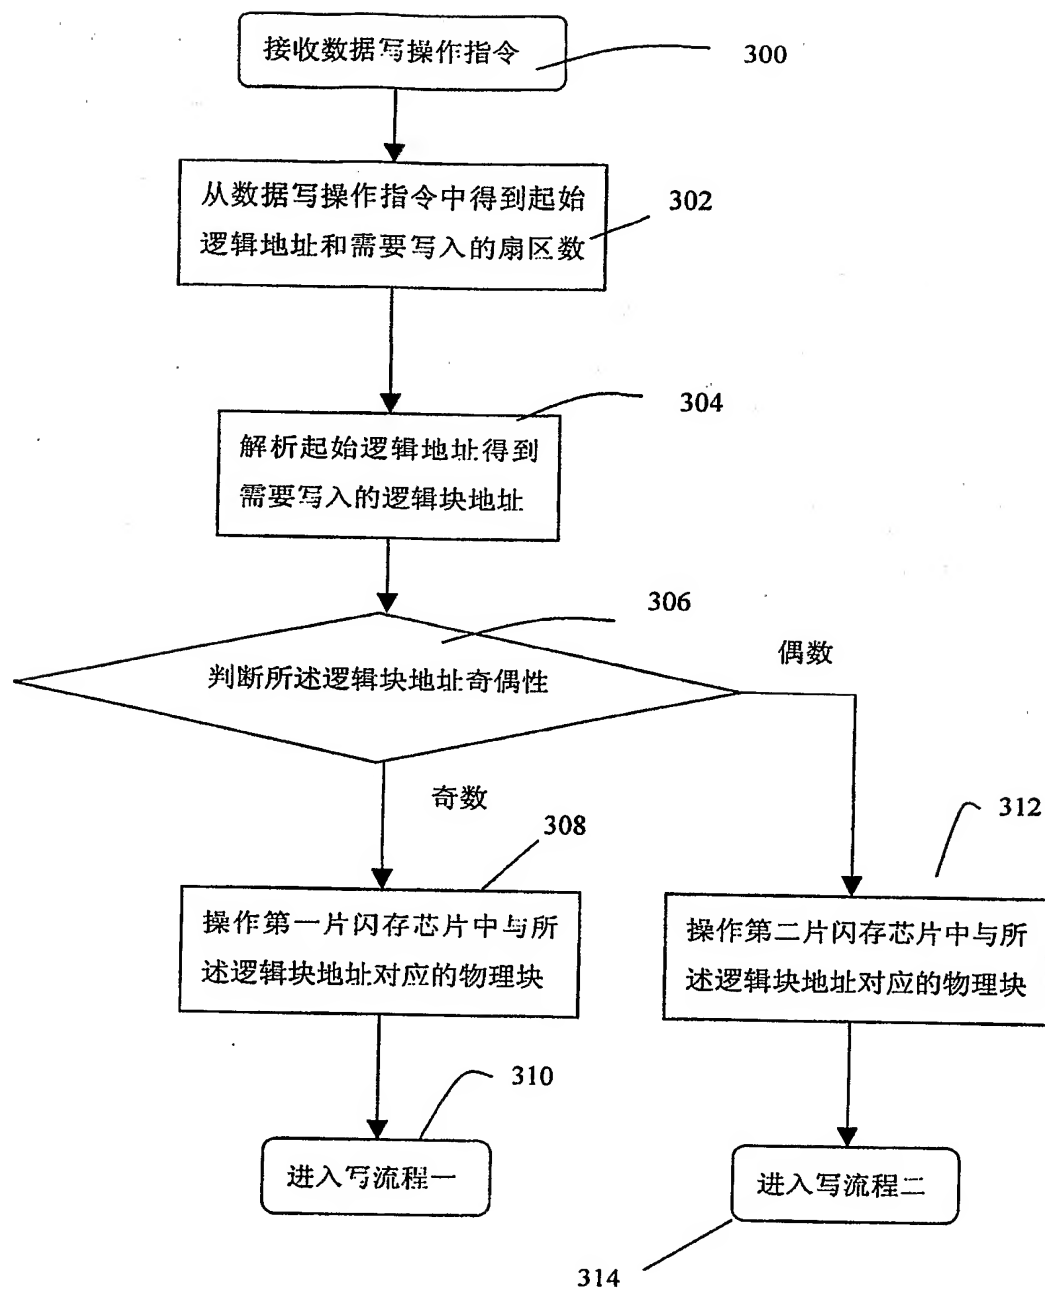 接收数据写操作指令
300
从数据写操作指令中得到起始
逻辑地址和需要写入的扇区数
302
304
解析起始逻辑地址得到
需要写入的逻辑块地址
306
判断所述逻辑块地址奇偶性
偶数
奇数
308
312
操作第一片闪存芯片中与所
述逻辑块地址对应的物理块
操作第二片闪存芯片中与所
述逻辑块地址对应的物理块
310
进入写流程一
进入写流程二
314